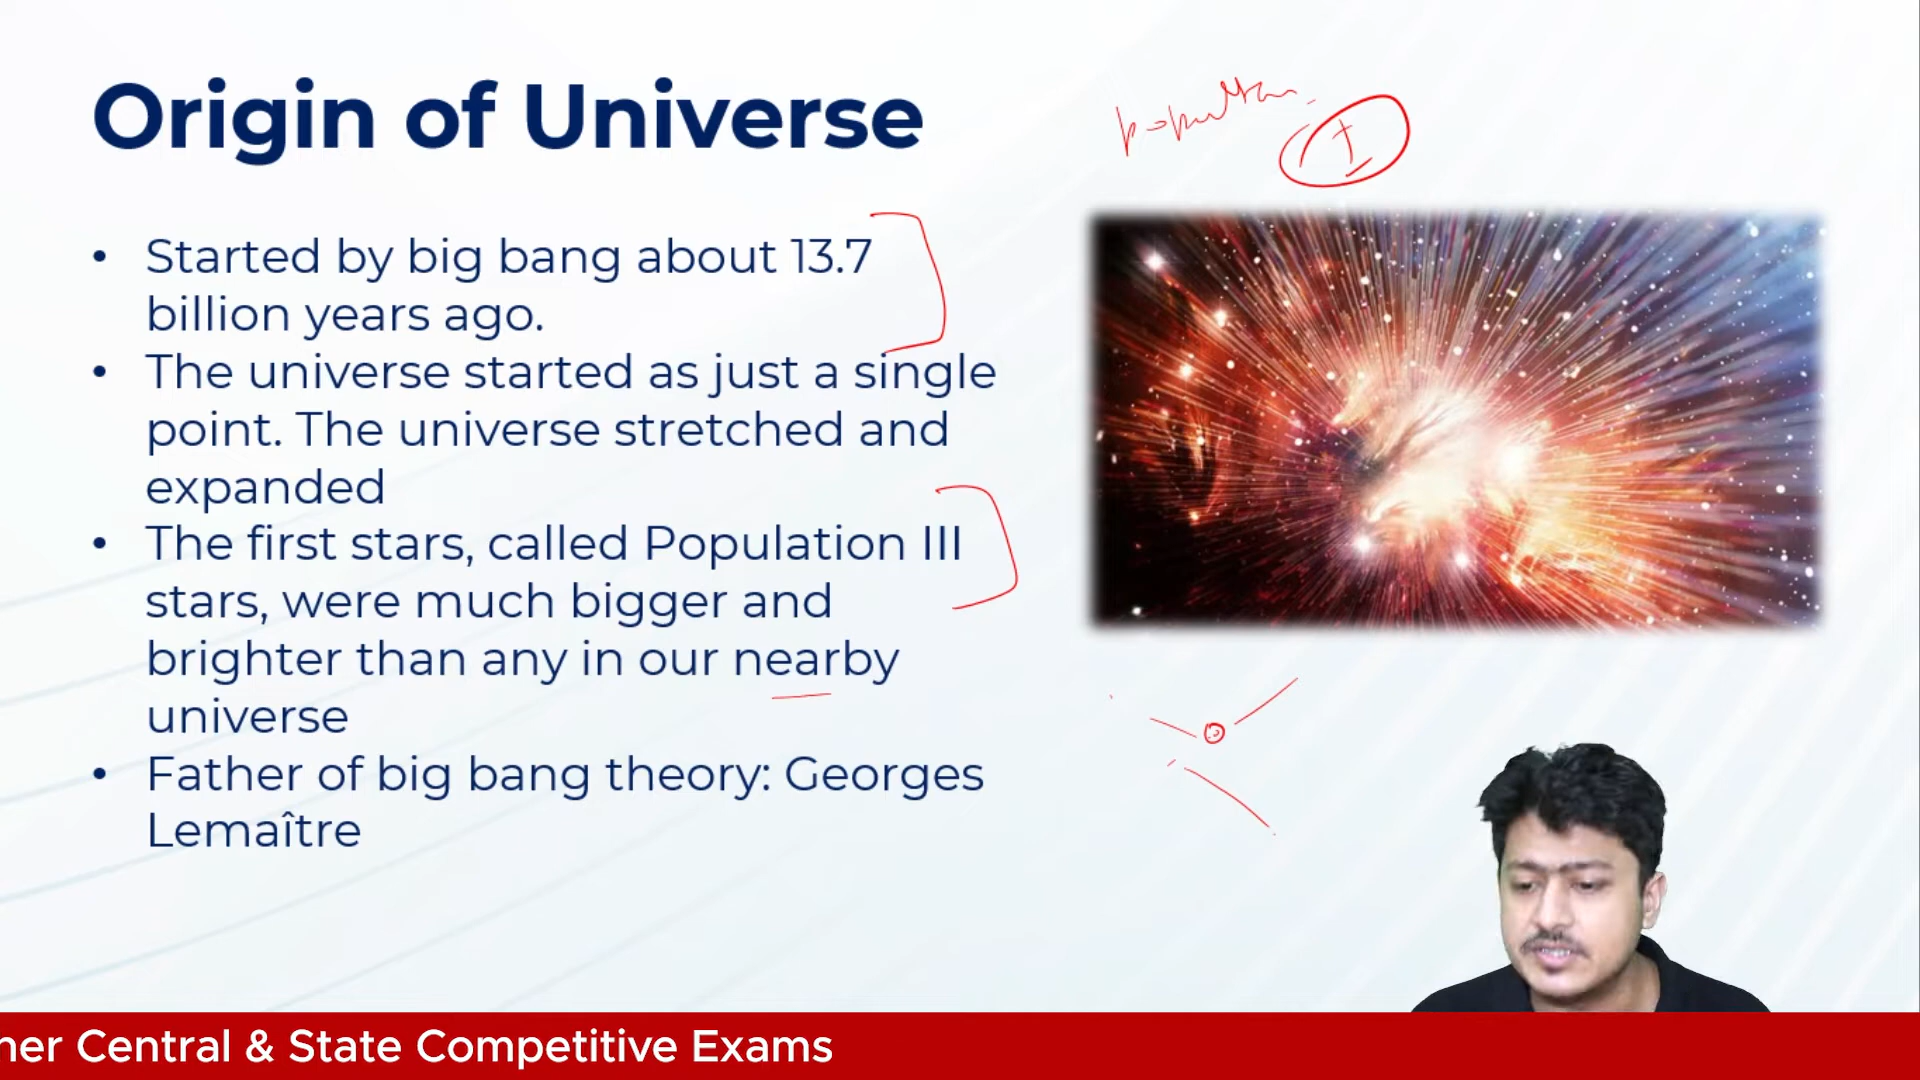 Origin of Universe
• Started by big bang about 13.7
billion years ago.
• The universe started as just a single
point. The universe stretched and
expanded
• The first stars, called Population III
stars, were much bigger and
brighter than any in our nearby
universe
• Father of big bang theory: Georges
Lemaître
I
ner Central & State Competitive Exams